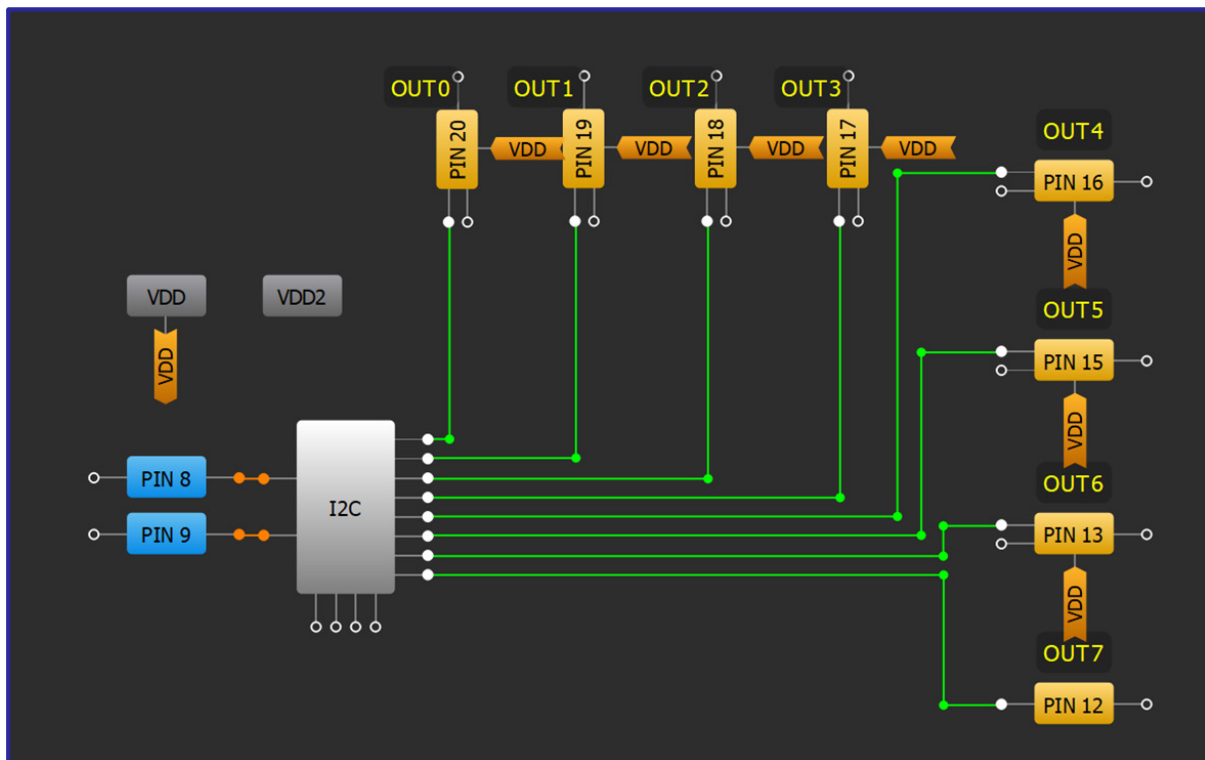 OUT0
OUT1
OUT2
OUT3
PIN 20
VDD
PIN 19
VDD
PIN 18
VDD
PIN 17
VDD
OUT4
PIN 16
VDD
OUT5
PIN 15
VDD
OUT6
PIN 13
VDD
OUT7
PIN 12
VDD
VDD2
VDD
PIN 8
PIN 9
I2C